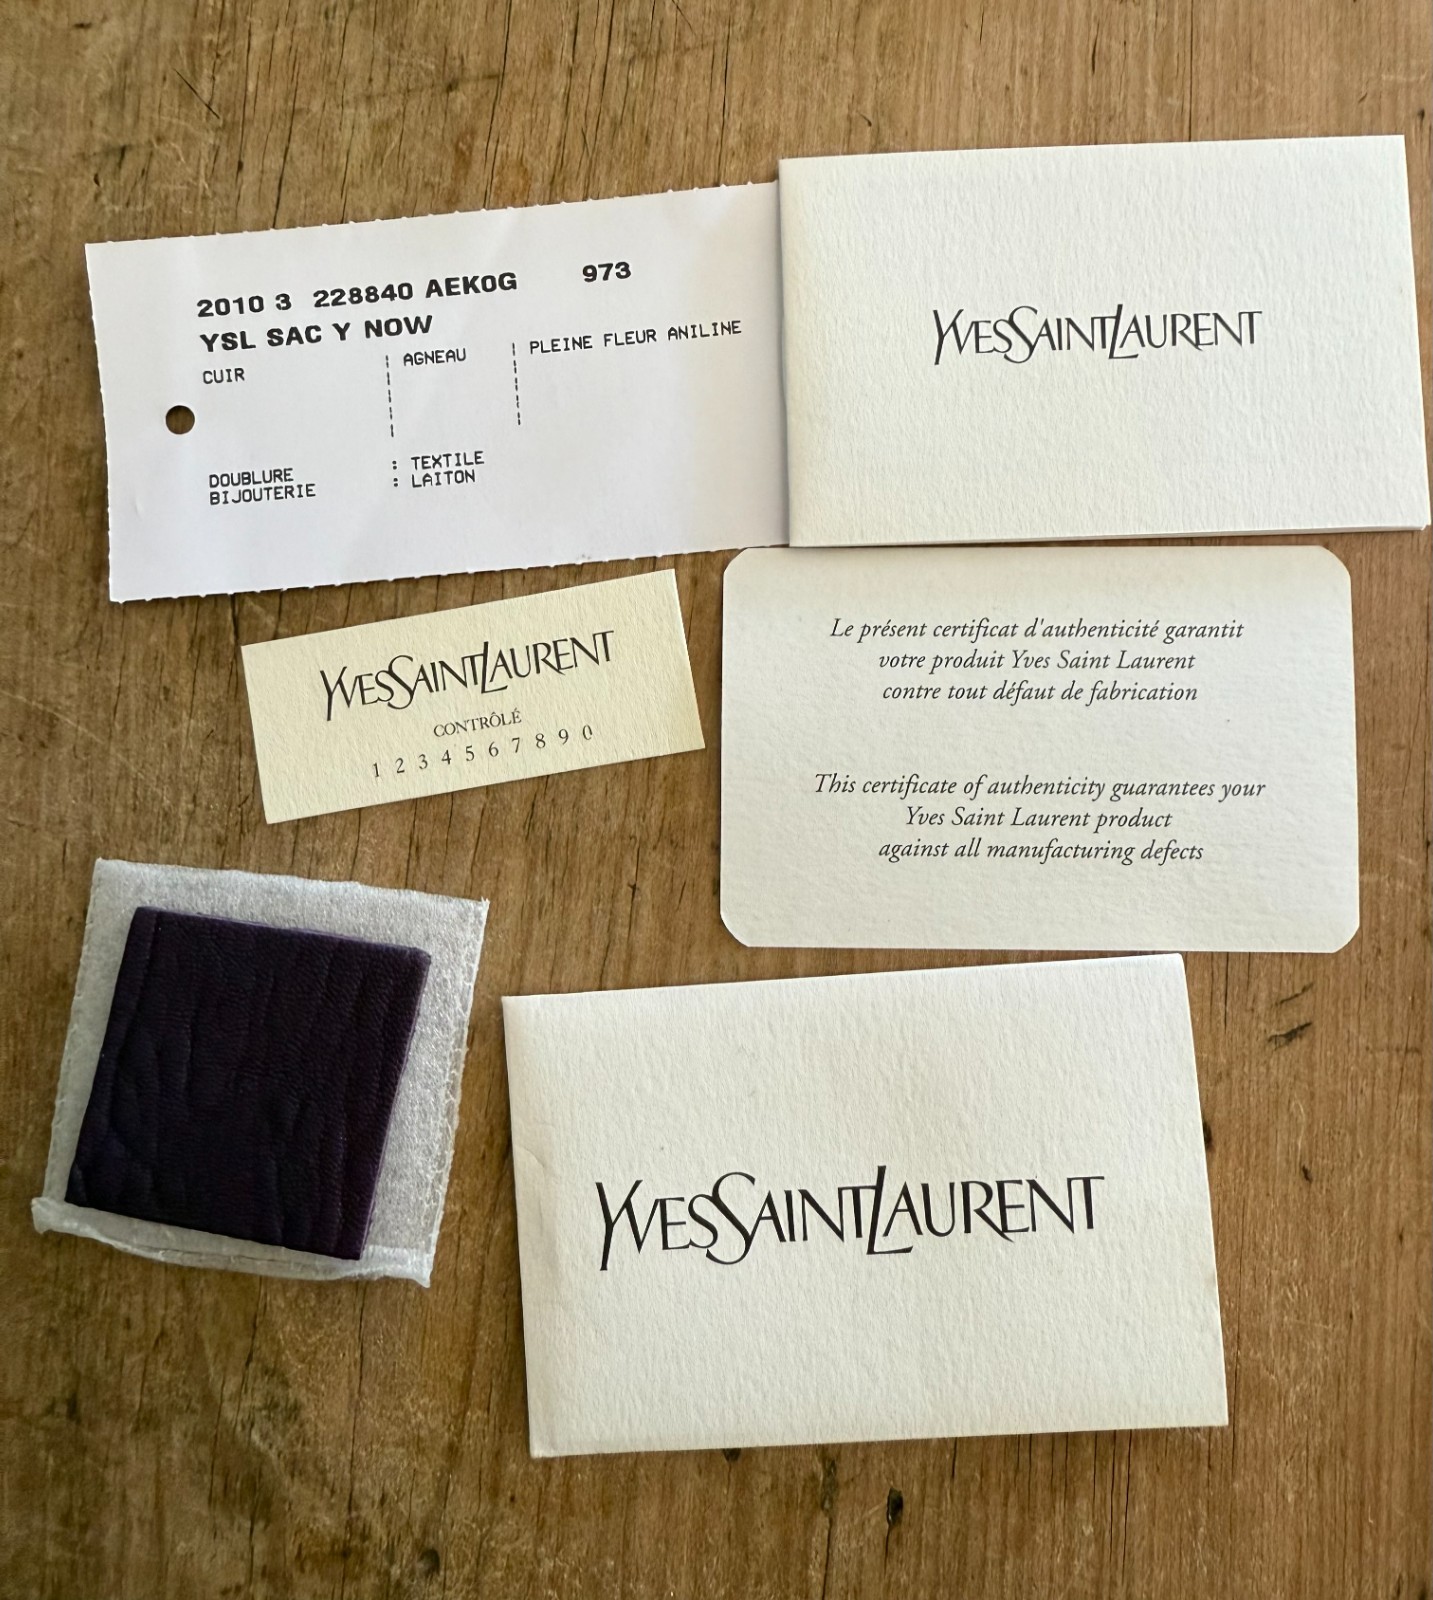 2010 3 228840 AEK0G 973
YSL SAC Y NOW
CUIR AGNEAU PLEINE FLEUR ANILINE
DOUBLURE : TEXTILE
BIJOUTERIE : LAITON
YVESSAINTLAURENT
YVESSAINTLAURENT
CONTRÔLÉ
1 2 3 4 5 6 7 8 9 0
Le présent certificat d'authenticité garantit
votre produit Yves Saint Laurent
contre tout défaut de fabrication
This certificate of authenticity guarantees your
Yves Saint Laurent product
against all manufacturing defects
YVESSAINTLAURENT